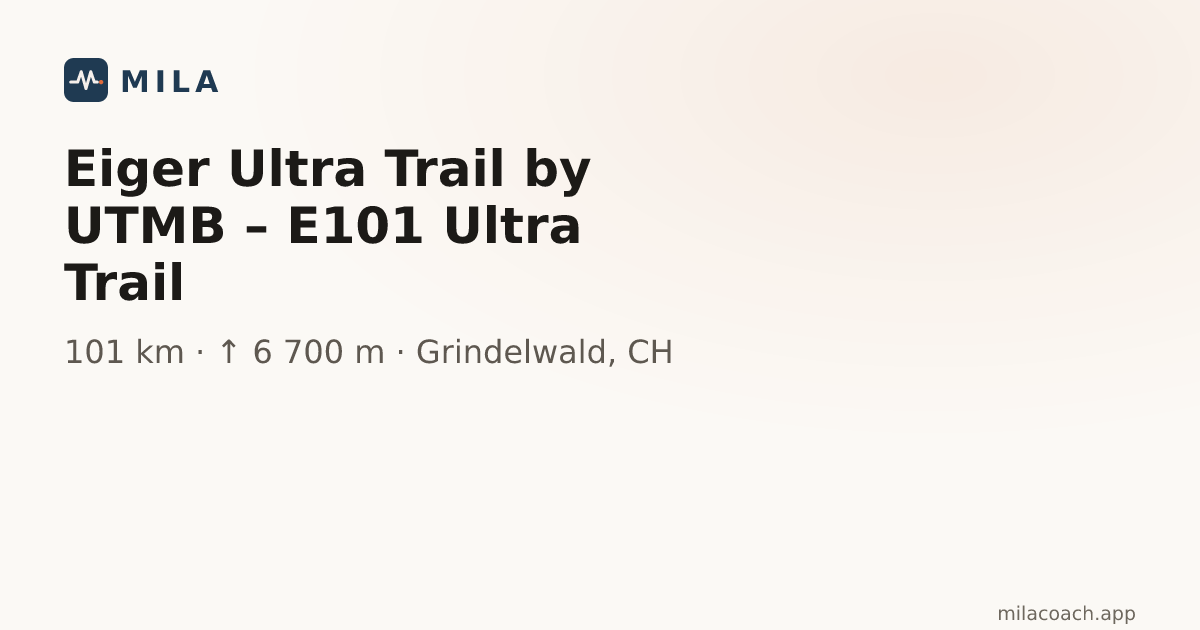 MILA
Eiger Ultra Trail by
UTMB – E101 Ultra
Trail
101 km · ↑ 6 700 m · Grindelwald, CH
milacoach.app